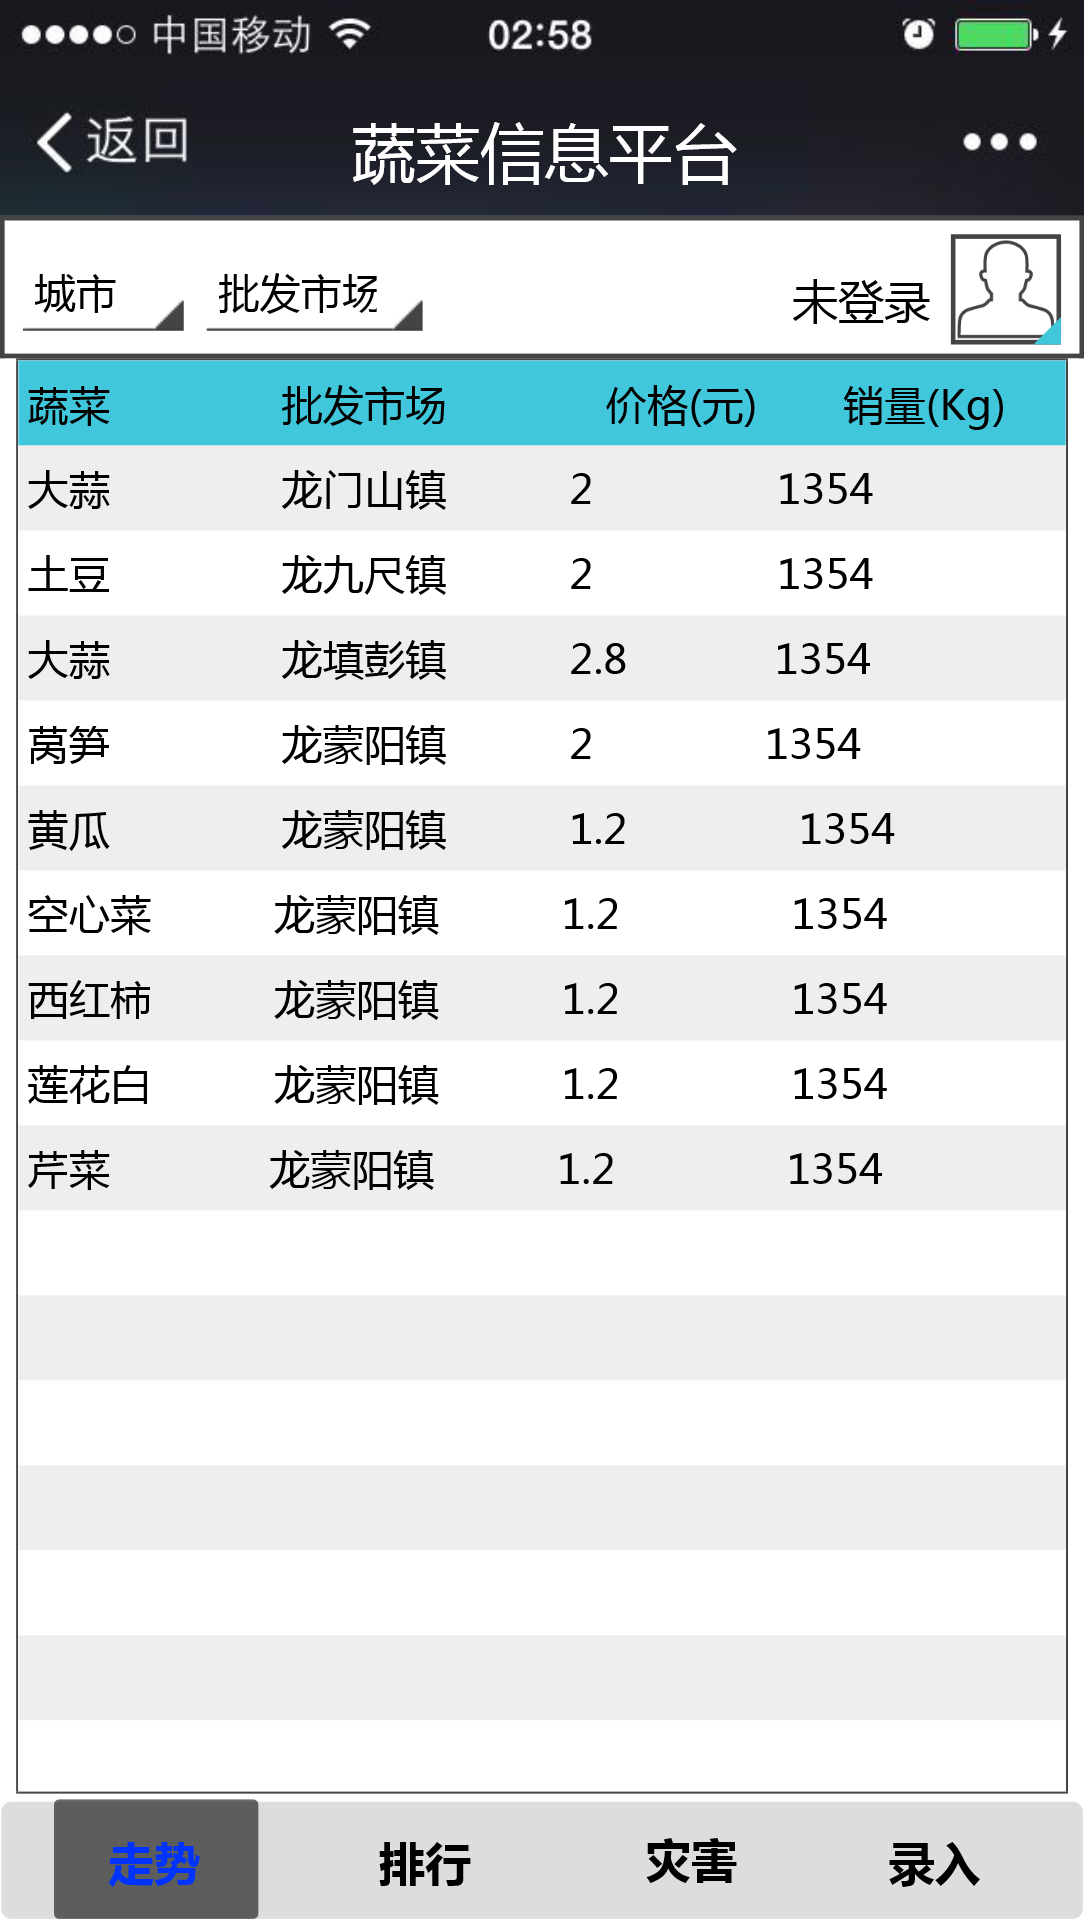 中国移动 02:58
返回 蔬菜信息平台
城市 批发市场 未登录
蔬菜 批发市场 价格(元) 销量(Kg)
大蒜 龙门山镇 2 1354
土豆 龙九尺镇 2 1354
大蒜 龙填彭镇 2.8 1354
莴笋 龙蒙阳镇 2 1354
黄瓜 龙蒙阳镇 1.2 1354
空心菜 龙蒙阳镇 1.2 1354
西红柿 龙蒙阳镇 1.2 1354
莲花白 龙蒙阳镇 1.2 1354
芹菜 龙蒙阳镇 1.2 1354
走势 排行 灾害 录入